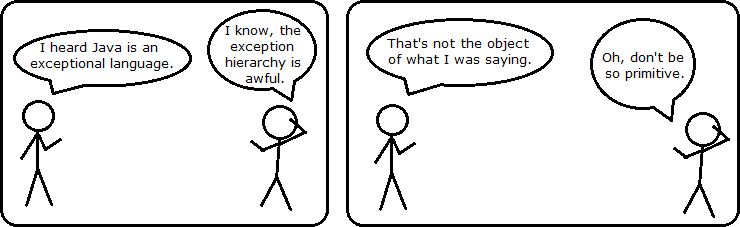 I heard Java is an
exceptional language.
I know, the
exception
hierarchy is
awful.
That's not the object
of what I was saying.
Oh, don't be
so primitive.